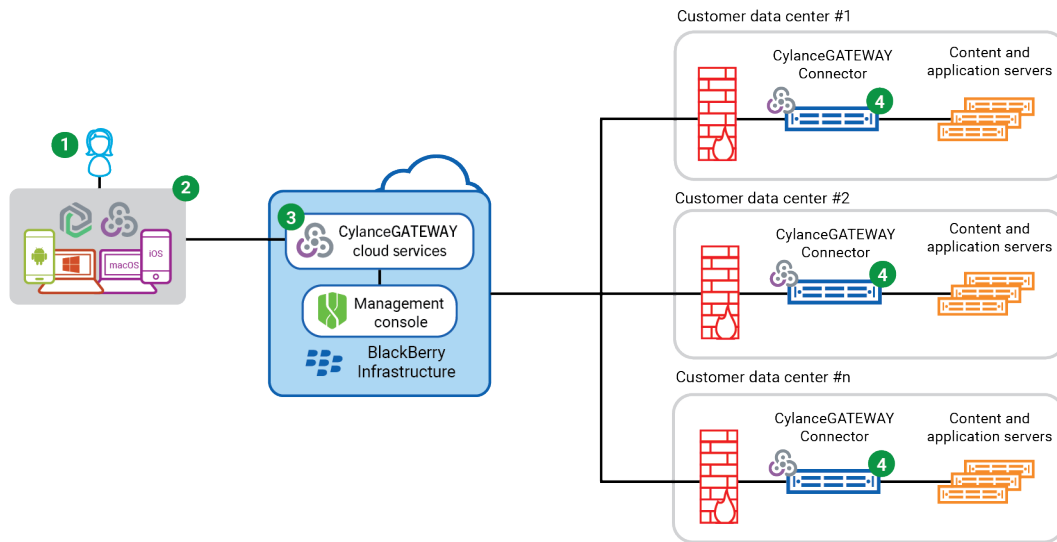 Customer data center #1
CylanceGATEWAY
Connector
Content and
application servers
4
1
2
3
CylanceGATEWAY
cloud services
Management
console
BlackBerry
Infrastructure
macOS
iOS
Customer data center #2
CylanceGATEWAY
Connector
Content and
application servers
4
Customer data center #n
CylanceGATEWAY
Connector
Content and
application servers
4